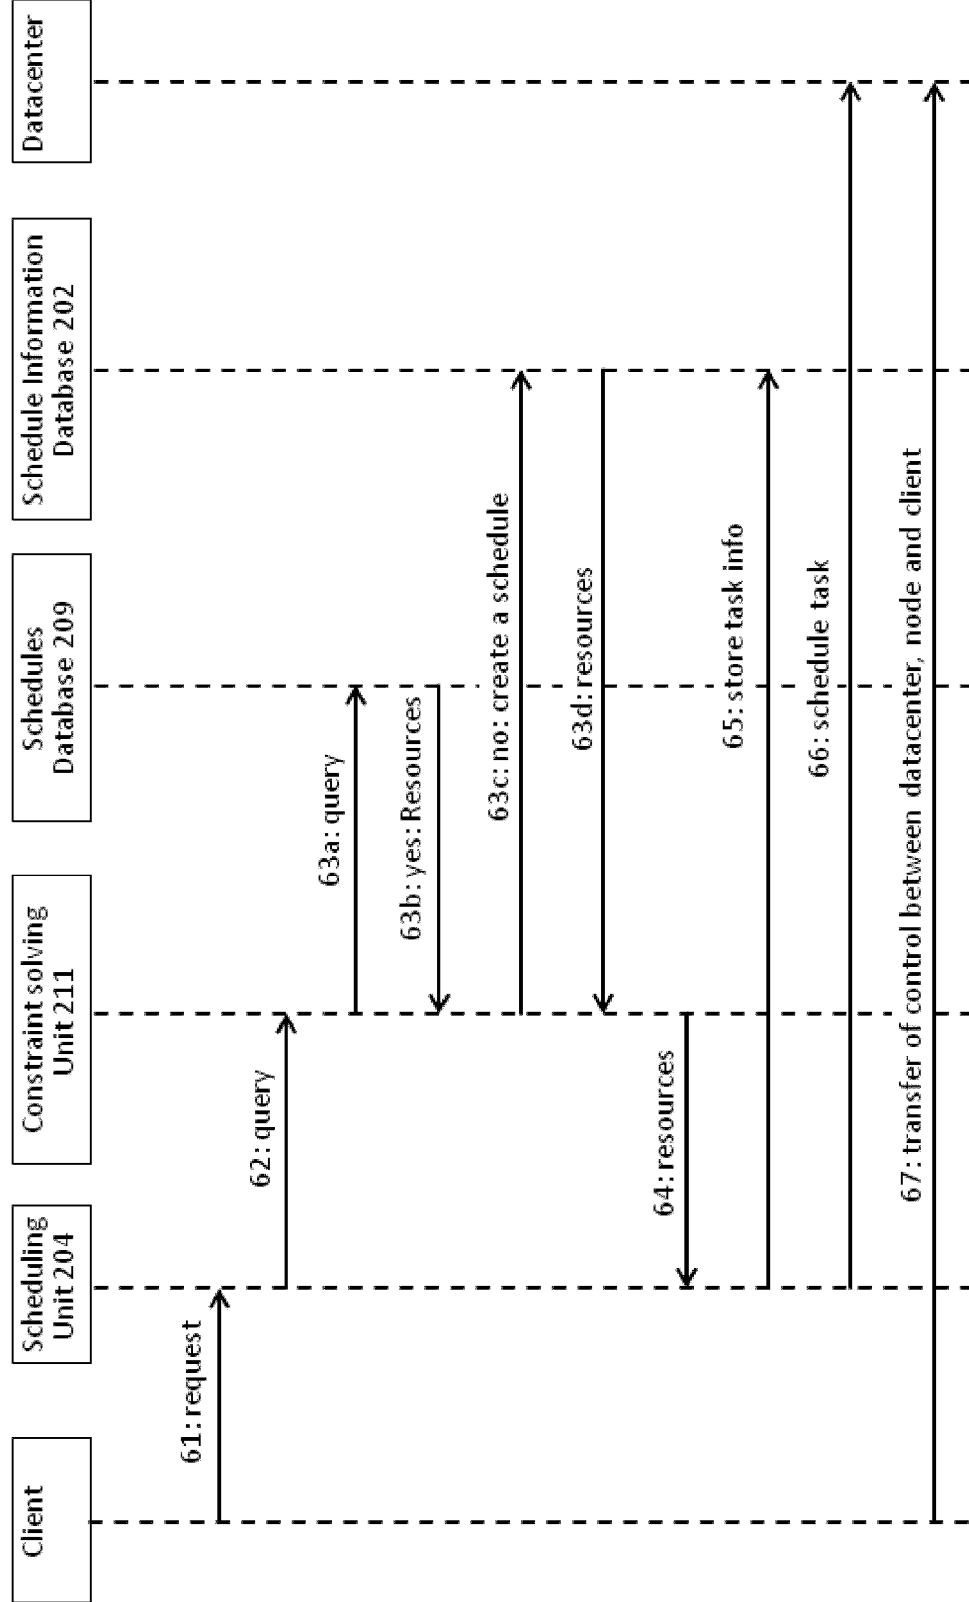 Client
Scheduling
Unit 204
Constraint solving
Unit 211
Schedules
Database 209
Schedule Information
Database 202
Datacenter
61: request
62: query
63a: query
63b: yes: Resources
63c: no: create a schedule
63d: resources
64: resources
65: store task info
66: schedule task
67: transfer of control between datacenter, node and client